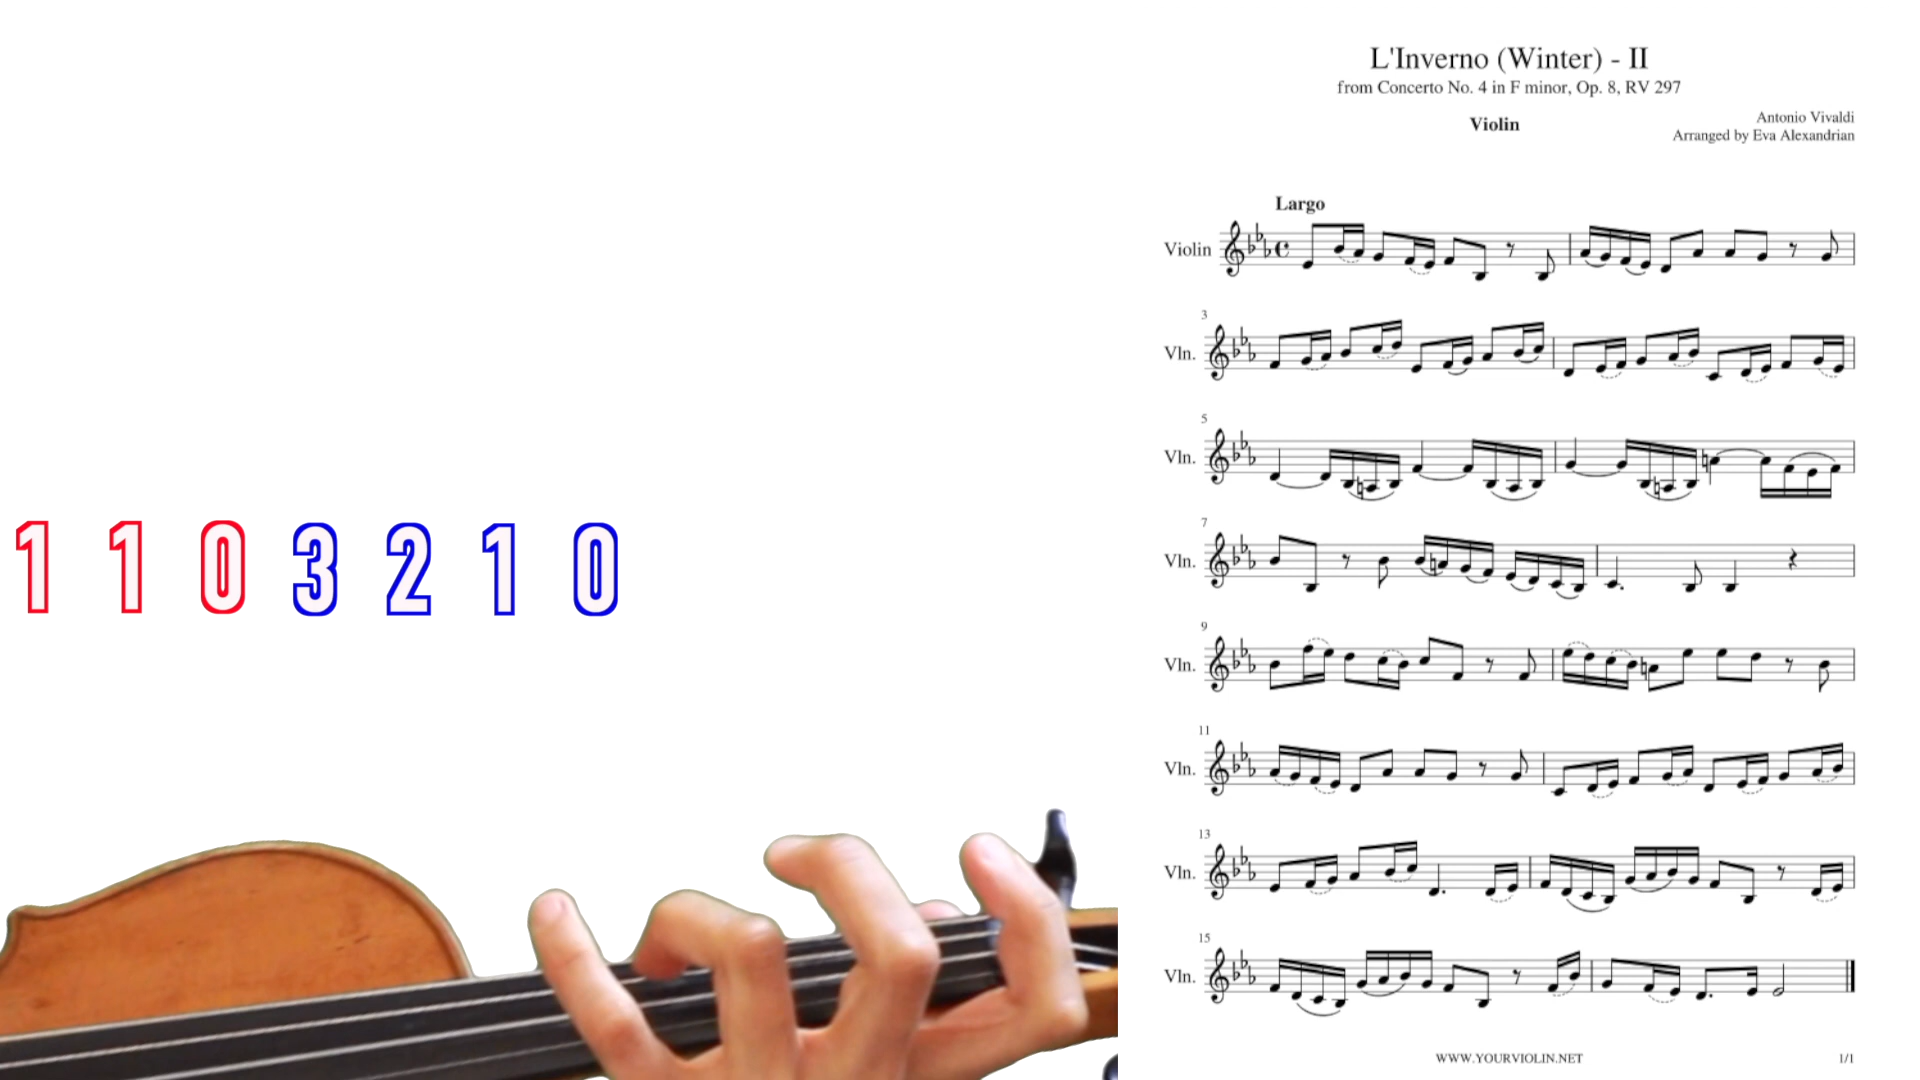 1 1 0 3 2 1 0
L'Inverno (Winter) - II
from Concerto No. 4 in F minor, Op. 8, RV 297
Violin
Antonio Vivaldi
Arranged by Eva Alexandrian
Largo
Violin
3
Vln.
5
Vln.
7
Vln.
9
Vln.
11
Vln.
13
Vln.
15
Vln.
WWW.YOURVIOLIN.NET
1/1